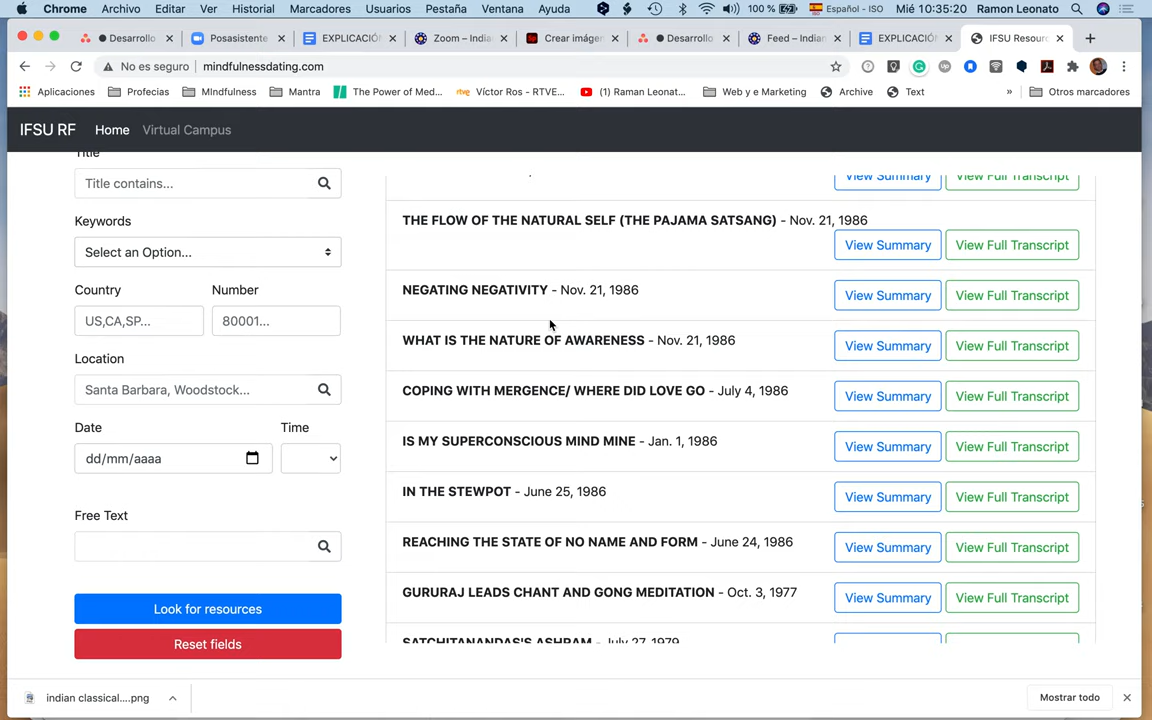 Chrome Archivo Editar Ver Historial Marcadores Usuarios Pestaña Ventana Ayuda 100 % Español - ISO Mié 10:35:20 Ramon Leonato
Desarrollo Posasistente EXPLICACIÓN Zoom – India Crear imágen Desarrollo Feed – Indian EXPLICACIÓN IFSU Resourc
No es seguro mindfulnessdating.com
Aplicaciones Profecias MIndfulness Mantra The Power of Med... Víctor Ros - RTVE... (1) Raman Leonat... Web y e Marketing Archive Text » Otros marcadores
IFSU RF Home Virtual Campus
Title
Title contains...
Keywords
Select an Option...
Country Number
US,CA,SP... 80001...
Location
Santa Barbara, Woodstock...
Date Time
dd/mm/aaaa
Free Text
Look for resources
Reset fields
View Summary View Full Transcript
THE FLOW OF THE NATURAL SELF (THE PAJAMA SATSANG) - Nov. 21, 1986
View Summary View Full Transcript
NEGATING NEGATIVITY - Nov. 21, 1986 View Summary View Full Transcript
WHAT IS THE NATURE OF AWARENESS - Nov. 21, 1986 View Summary View Full Transcript
COPING WITH MERGENCE/ WHERE DID LOVE GO - July 4, 1986 View Summary View Full Transcript
IS MY SUPERCONSCIOUS MIND MINE - Jan. 1, 1986 View Summary View Full Transcript
IN THE STEWPOT - June 25, 1986 View Summary View Full Transcript
REACHING THE STATE OF NO NAME AND FORM - June 24, 1986 View Summary View Full Transcript
GURURAJ LEADS CHANT AND GONG MEDITATION - Oct. 3, 1977 View Summary View Full Transcript
SATCHITANANDAS'S ASHRAM - July 27, 1979
indian classical....png Mostrar todo